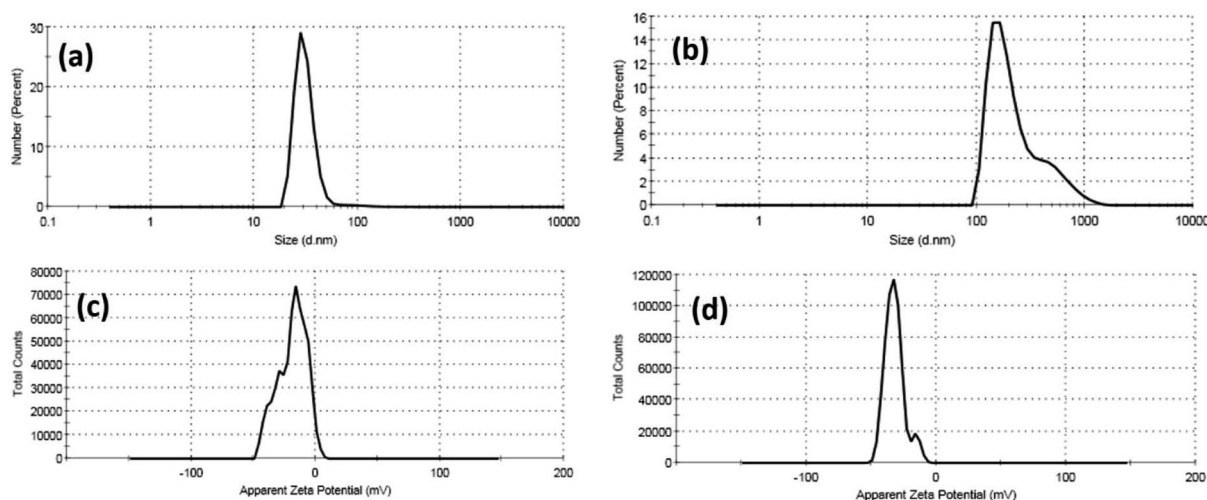 (a)
Number (Percent)
30
20
10
0
0.1 1 10 100 1000 10000
Size (d.nm)
(b)
Number (Percent)
16
14
12
10
8
6
4
2
0
0.1 1 10 100 1000 10000
Size (d.nm)
(c)
Total Counts
80000
70000
60000
50000
40000
30000
20000
10000
0
-100 0 100 200
Apparent Zeta Potential (mV)
(d)
Total Counts
120000
100000
80000
60000
40000
20000
0
-100 0 100 200
Apparent Zeta Potential (mV)